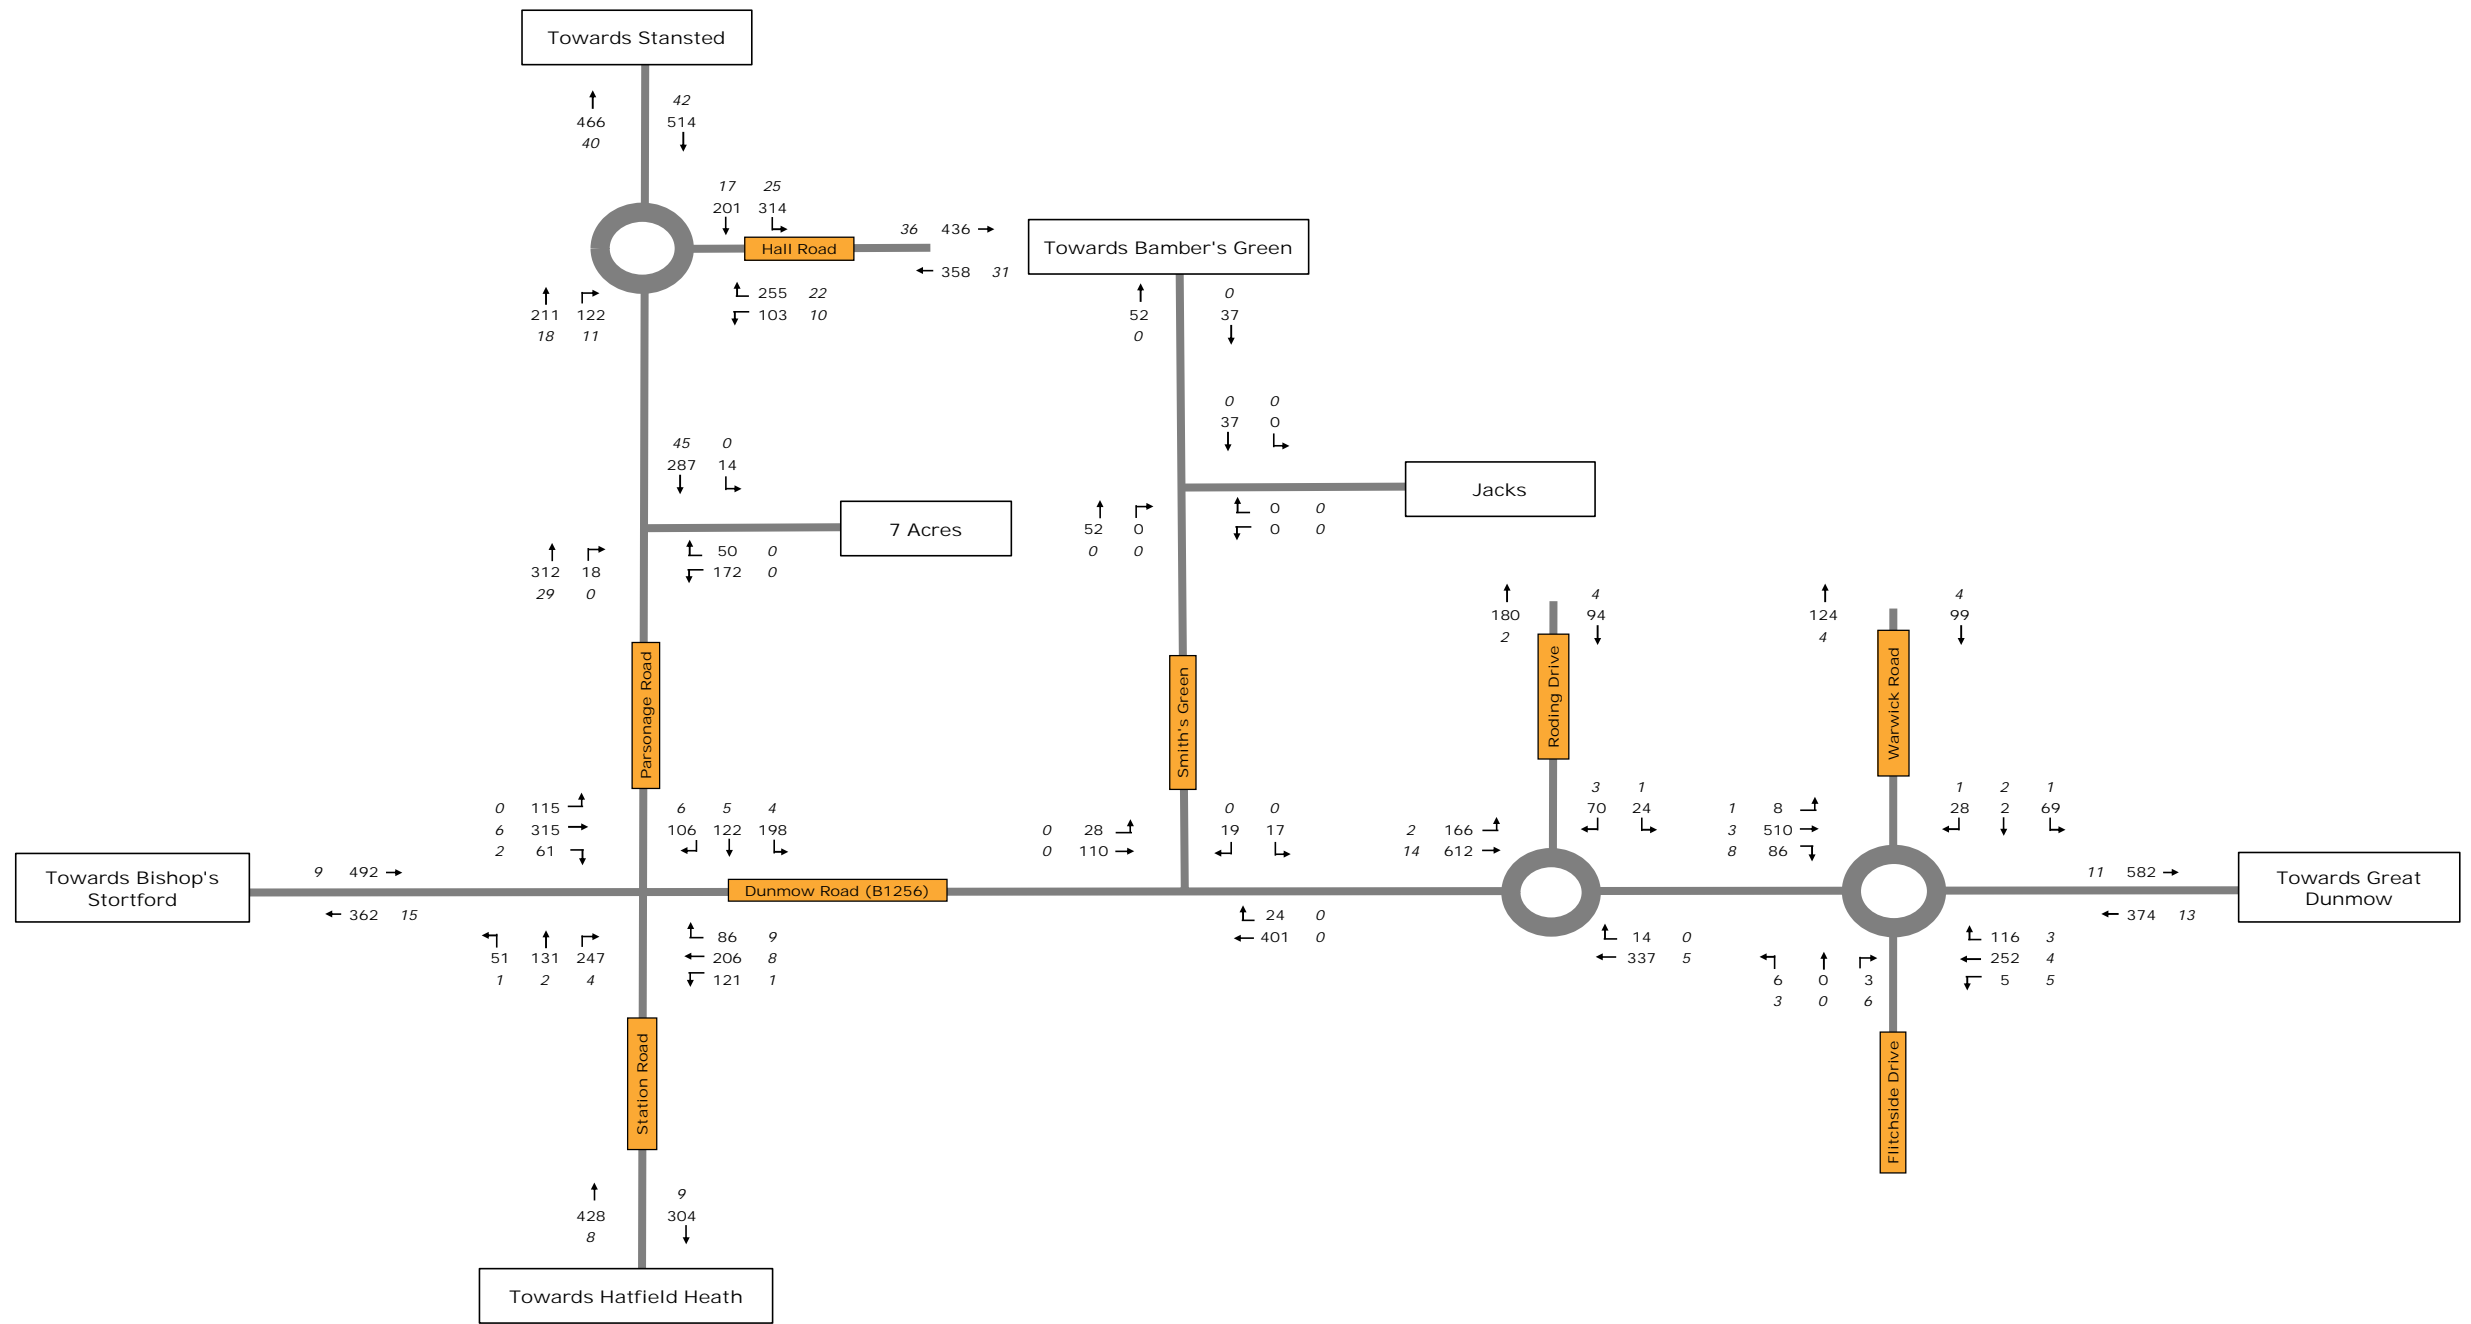 Towards Stansted
42
466 514
40
17 25
201 314
Hall Road
36 436
358 31
Towards Bamber's Green
255 22
103 10
211 122
18 11
0
52 37
0
0 0
37 0
45 0
287 14
Jacks
7 Acres
0 0
0 0
52 0
0 0
50 0
172 0
312 18
29 0
4
180 94
2
4
124 99
4
Parsonage Road
Smith's Green
Roding Drive
Warwick Road
0 115
6 315
2 61
6 5 4
106 122 198
0 28
0 110
0 0
19 17
2 166
14 612
3 1
70 24
1 8
3 510
8 86
1 2 1
28 2 69
Towards Bishop's
Stortford
9 492
362 15
Dunmow Road (B1256)
11 582
374 13
Towards Great
Dunmow
51 131 247
1 2 4
86 9
206 8
121 1
24 0
401 0
14 0
337 5
6 0 3
3 0 6
116 3
252 4
5 5
Station Road
Flitchside Drive
9
428 304
8
Towards Hatfield Heath